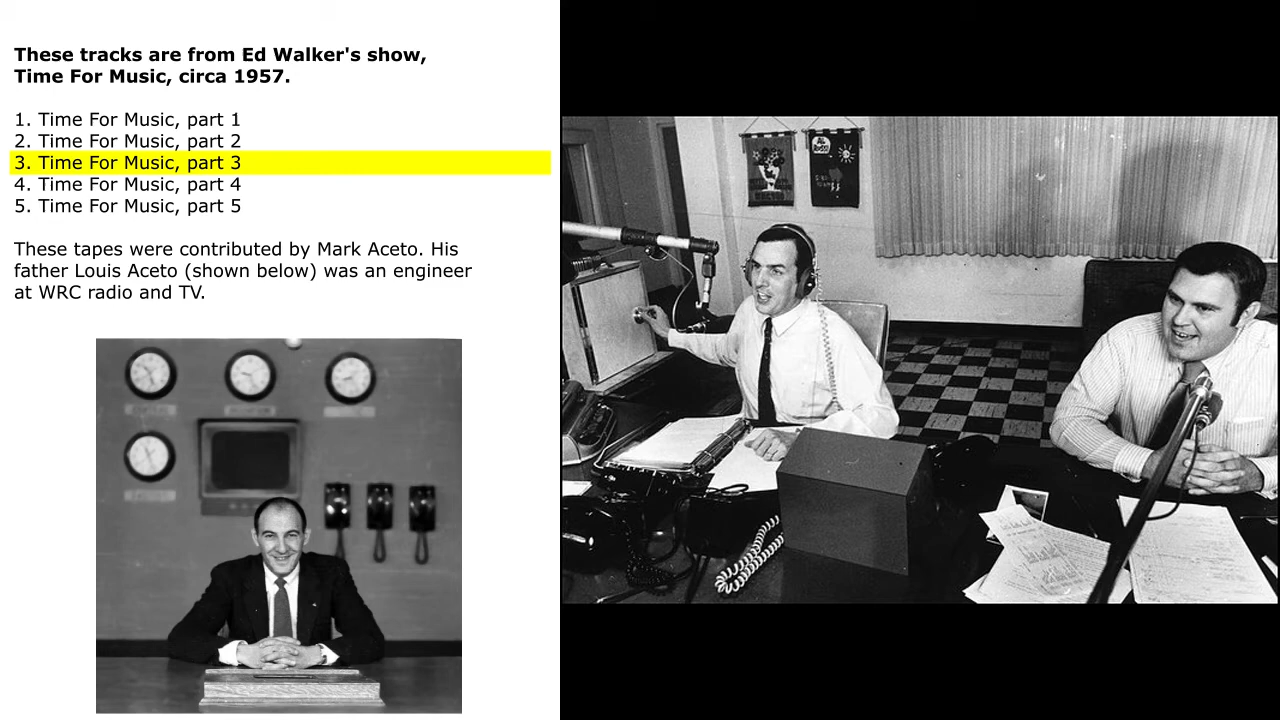 These tracks are from Ed Walker's show,
Time For Music, circa 1957.
1. Time For Music, part 1
2. Time For Music, part 2
3. Time For Music, part 3
4. Time For Music, part 4
5. Time For Music, part 5
These tapes were contributed by Mark Aceto. His
father Louis Aceto (shown below) was an engineer
at WRC radio and TV.